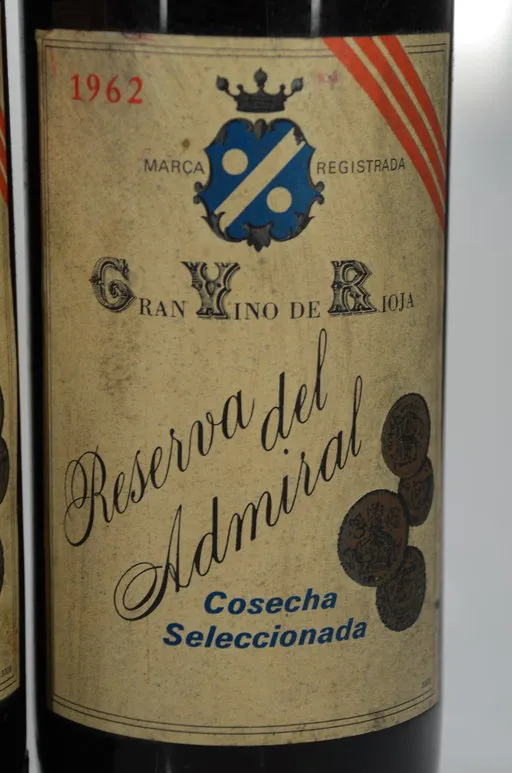 1962
MARCA REGISTRADA
GRAN VINO DE RIOJA
Reserva del
Admiral
Cosecha
Seleccionada